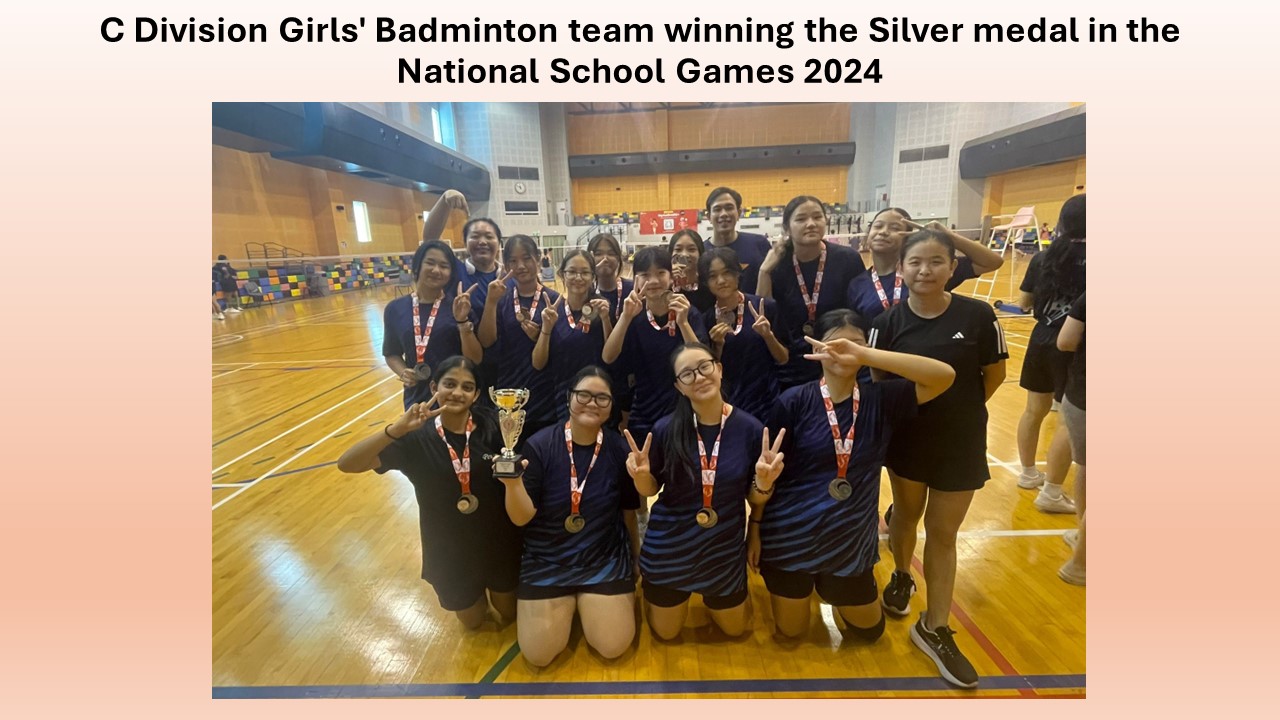 C Division Girls' Badminton team winning the Silver medal in the
National School Games 2024